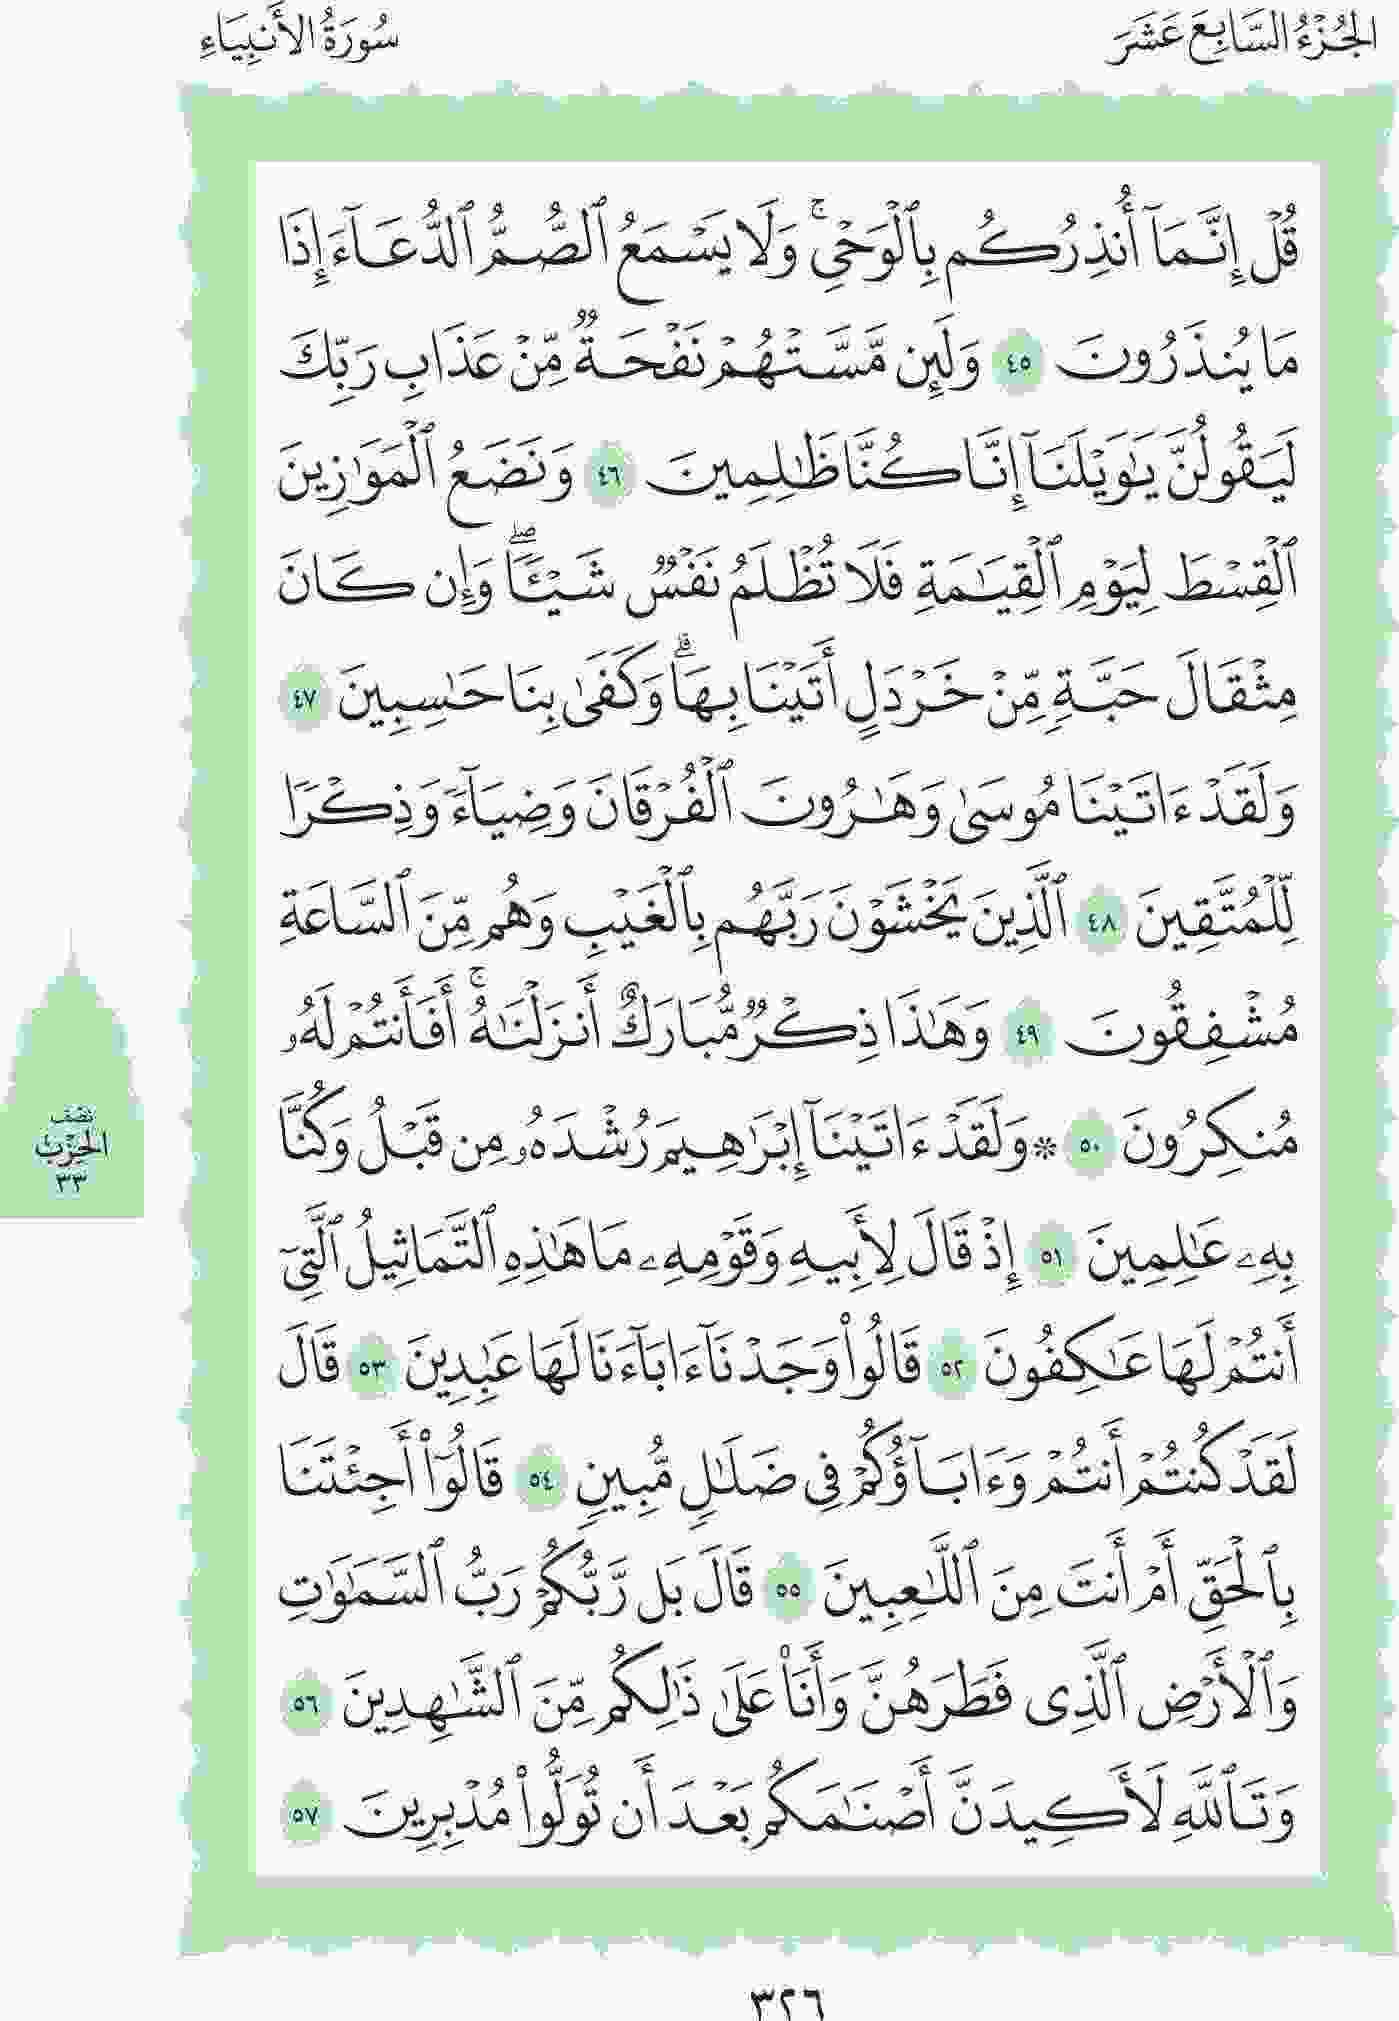 الجُزْءُ السَّابِعَ عَشَرَ
سُورَةُ الأَنبِيَاءِ
قُلْ إِنَّمَآ أُنذِرُكُم بِٱلْوَحْىِ ۚ وَلَا يَسْمَعُ ٱلصُّمُّ ٱلدُّعَآءَ إِذَا
مَا يُنذَرُونَ ٤٥ وَلَئِن مَّسَّتْهُمْ نَفْحَةٌ مِّنْ عَذَابِ رَبِّكَ
لَيَقُولُنَّ يَـٰوَيْلَنَآ إِنَّا كُنَّا ظَـٰلِمِينَ ٤٦ وَنَضَعُ ٱلْمَوَٰزِينَ
ٱلْقِسْطَ لِيَوْمِ ٱلْقِيَـٰمَةِ فَلَا تُظْلَمُ نَفْسٌ شَيْـًٔا ۖ وَإِن كَانَ
مِثْقَالَ حَبَّةٍ مِّنْ خَرْدَلٍ أَتَيْنَا بِهَا ۗ وَكَفَىٰ بِنَا حَـٰسِبِينَ ٤٧
وَلَقَدْ ءَاتَيْنَا مُوسَىٰ وَهَـٰرُونَ ٱلْفُرْقَانَ وَضِيَآءً وَذِكْرًا
لِّلْمُتَّقِينَ ٤٨ ٱلَّذِينَ يَخْشَوْنَ رَبَّهُم بِٱلْغَيْبِ وَهُم مِّنَ ٱلسَّاعَةِ
مُشْفِقُونَ ٤٩ وَهَـٰذَا ذِكْرٌ مُّبَارَكٌ أَنزَلْنَـٰهُ ۚ أَفَأَنتُمْ لَهُۥ
مُنكِرُونَ ٥٠ * وَلَقَدْ ءَاتَيْنَآ إِبْرَٰهِيمَ رُشْدَهُۥ مِن قَبْلُ وَكُنَّا
بِهِۦ عَـٰلِمِينَ ٥١ إِذْ قَالَ لِأَبِيهِ وَقَوْمِهِۦ مَا هَـٰذِهِ ٱلتَّمَاثِيلُ ٱلَّتِىٓ
أَنتُمْ لَهَا عَـٰكِفُونَ ٥٢ قَالُوا۟ وَجَدْنَآ ءَابَآءَنَا لَهَا عَـٰبِدِينَ ٥٣ قَالَ
لَقَدْ كُنتُمْ أَنتُمْ وَءَابَآؤُكُمْ فِى ضَلَـٰلٍ مُّبِينٍ ٥٤ قَالُوٓا۟ أَجِئْتَنَا
بِٱلْحَقِّ أَمْ أَنتَ مِنَ ٱللَّـٰعِبِينَ ٥٥ قَالَ بَل رَّبُّكُمْ رَبُّ ٱلسَّمَـٰوَٰتِ
وَٱلْأَرْضِ ٱلَّذِى فَطَرَهُنَّ وَأَنَا۠ عَلَىٰ ذَٰلِكُم مِّنَ ٱلشَّـٰهِدِينَ ٥٦
وَتَٱللَّهِ لَأَكِيدَنَّ أَصْنَـٰمَكُم بَعْدَ أَن تُوَلُّوا۟ مُدْبِرِينَ ٥٧
نِصْف
الحِزْب
٣٣
٣٢٦